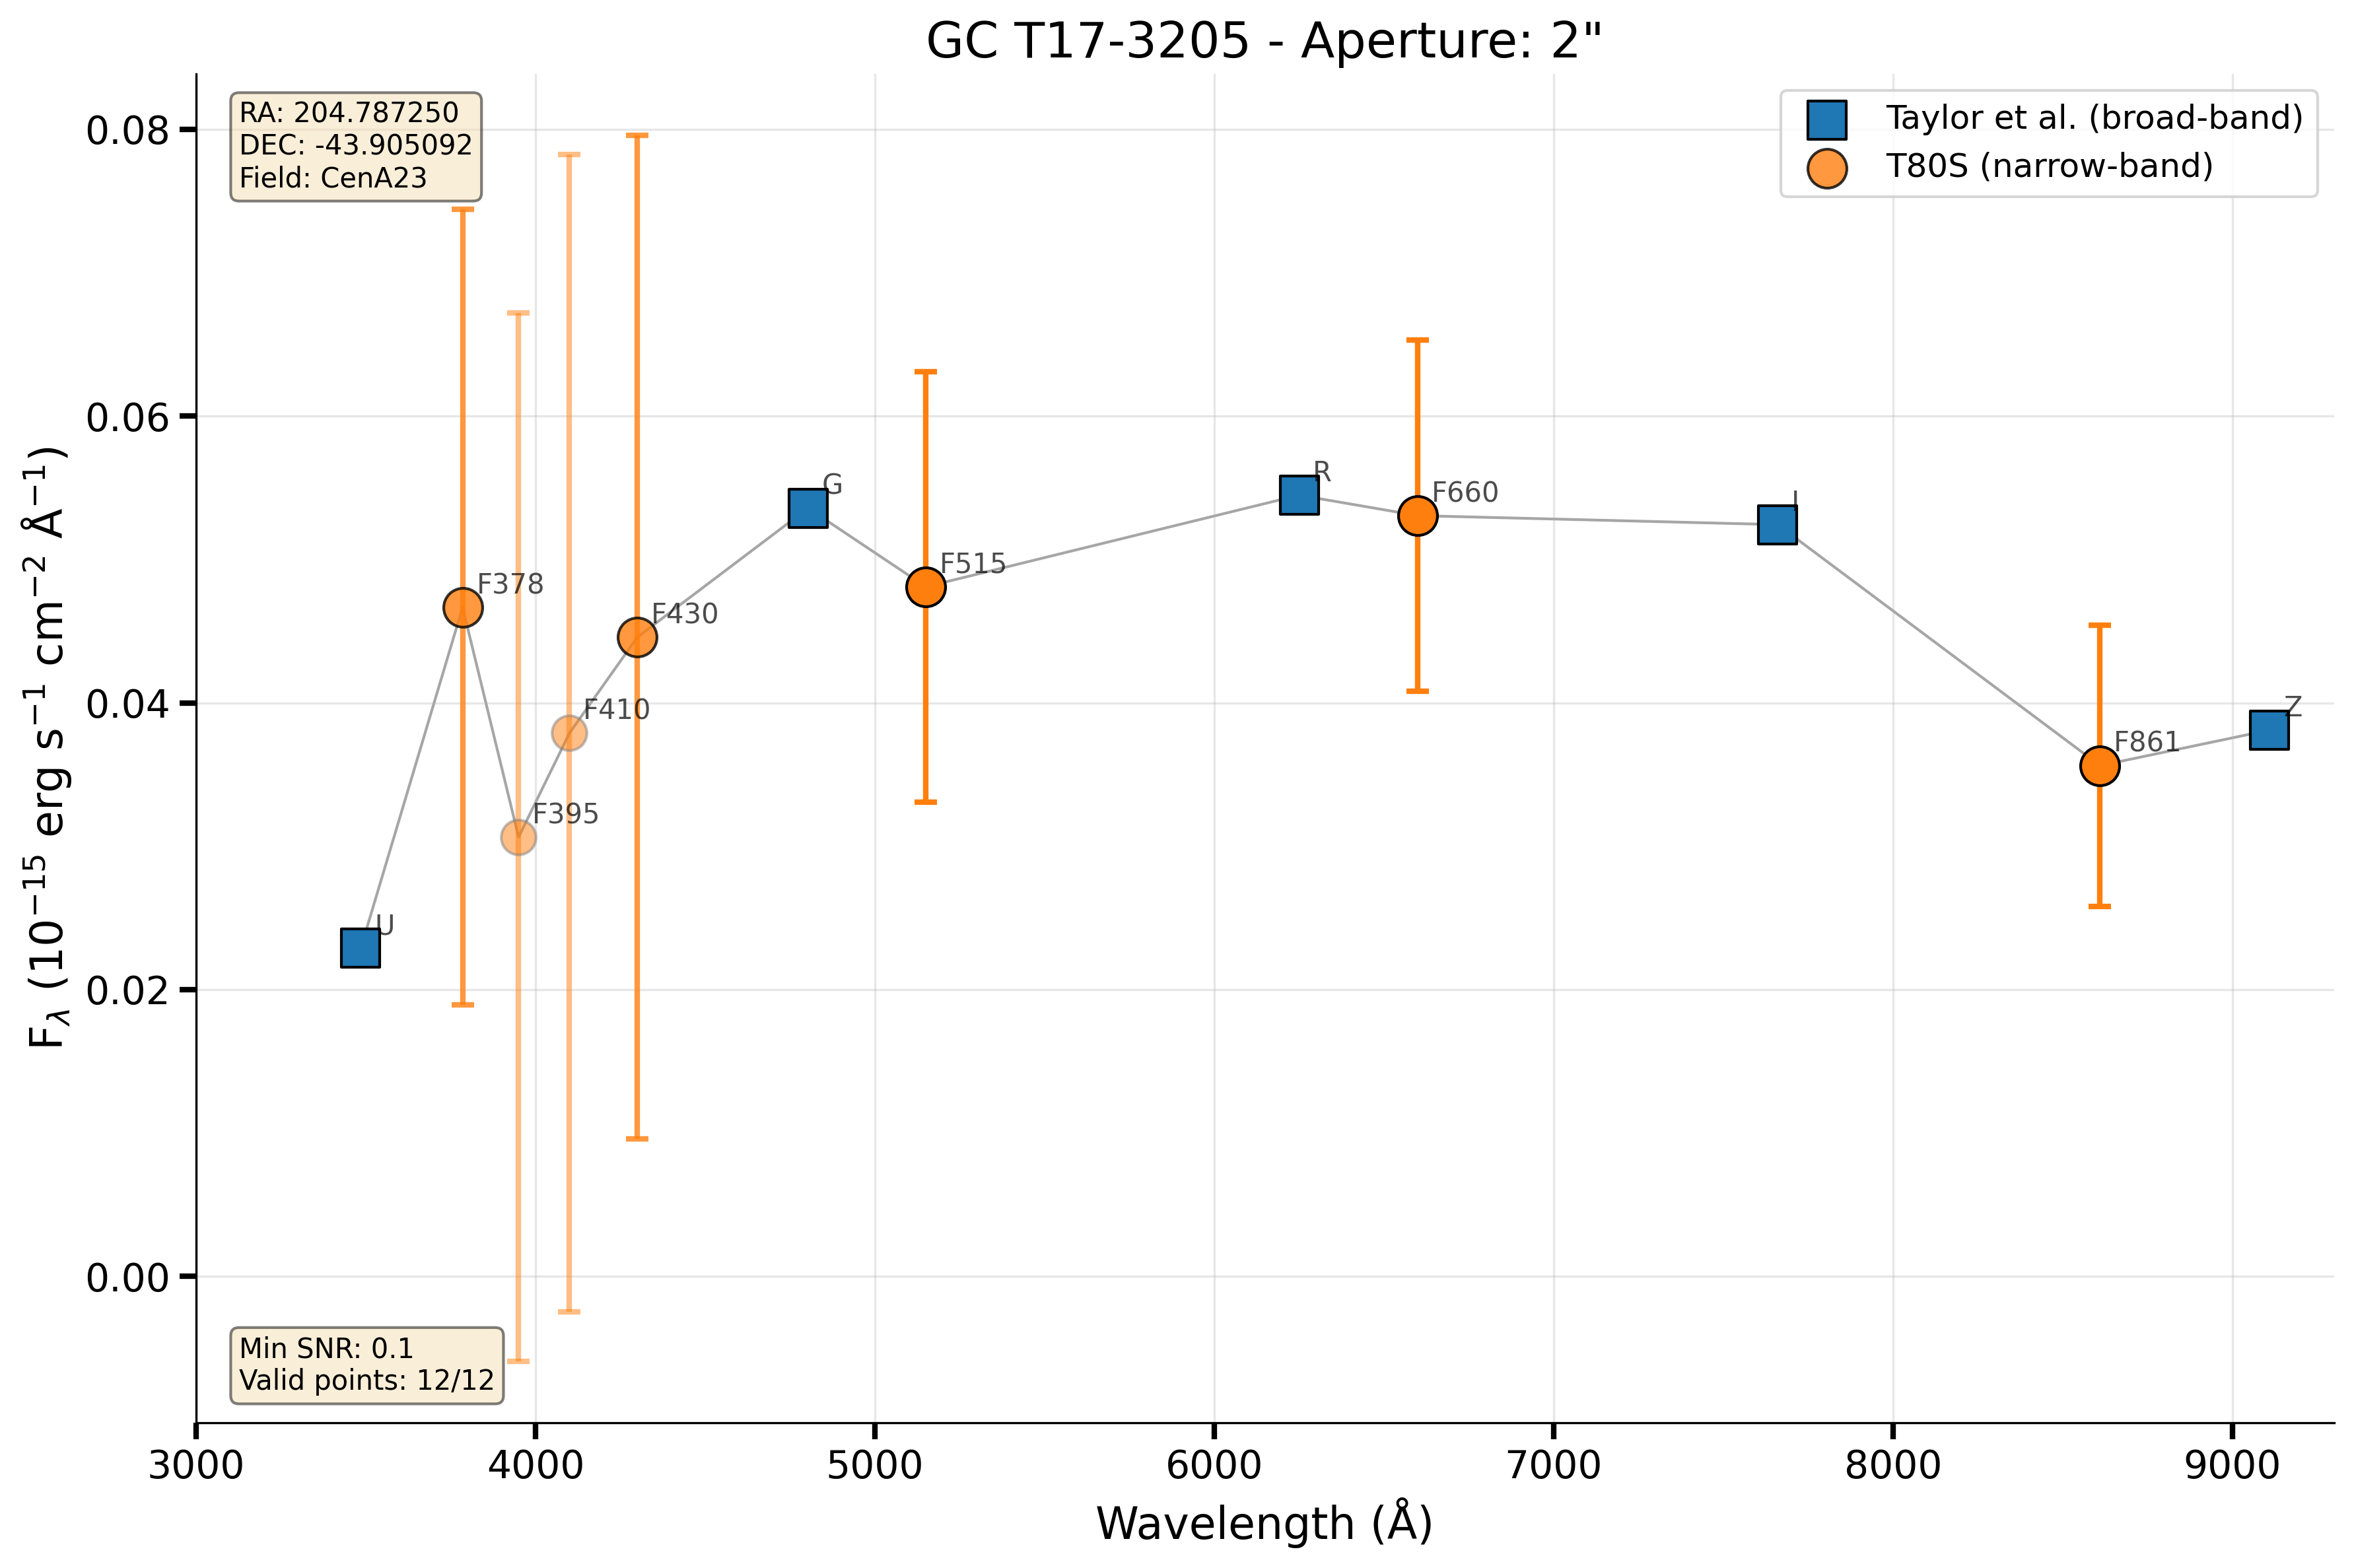 GC T17-3205 - Aperture: 2"
RA: 204.787250
DEC: -43.905092
Field: CenA23
Taylor et al. (broad-band)
T80S (narrow-band)
0.08
0.06
0.04
0.02
0.00
F$_λ$ (10$^{−15}$ erg s$^{−1}$ cm$^{−2}$ Å$^{−1}$)
U
F378
F395
F410
F430
G
F515
R
F660
I
F861
Z
Min SNR: 0.1
Valid points: 12/12
3000 4000 5000 6000 7000 8000 9000
Wavelength (Å)